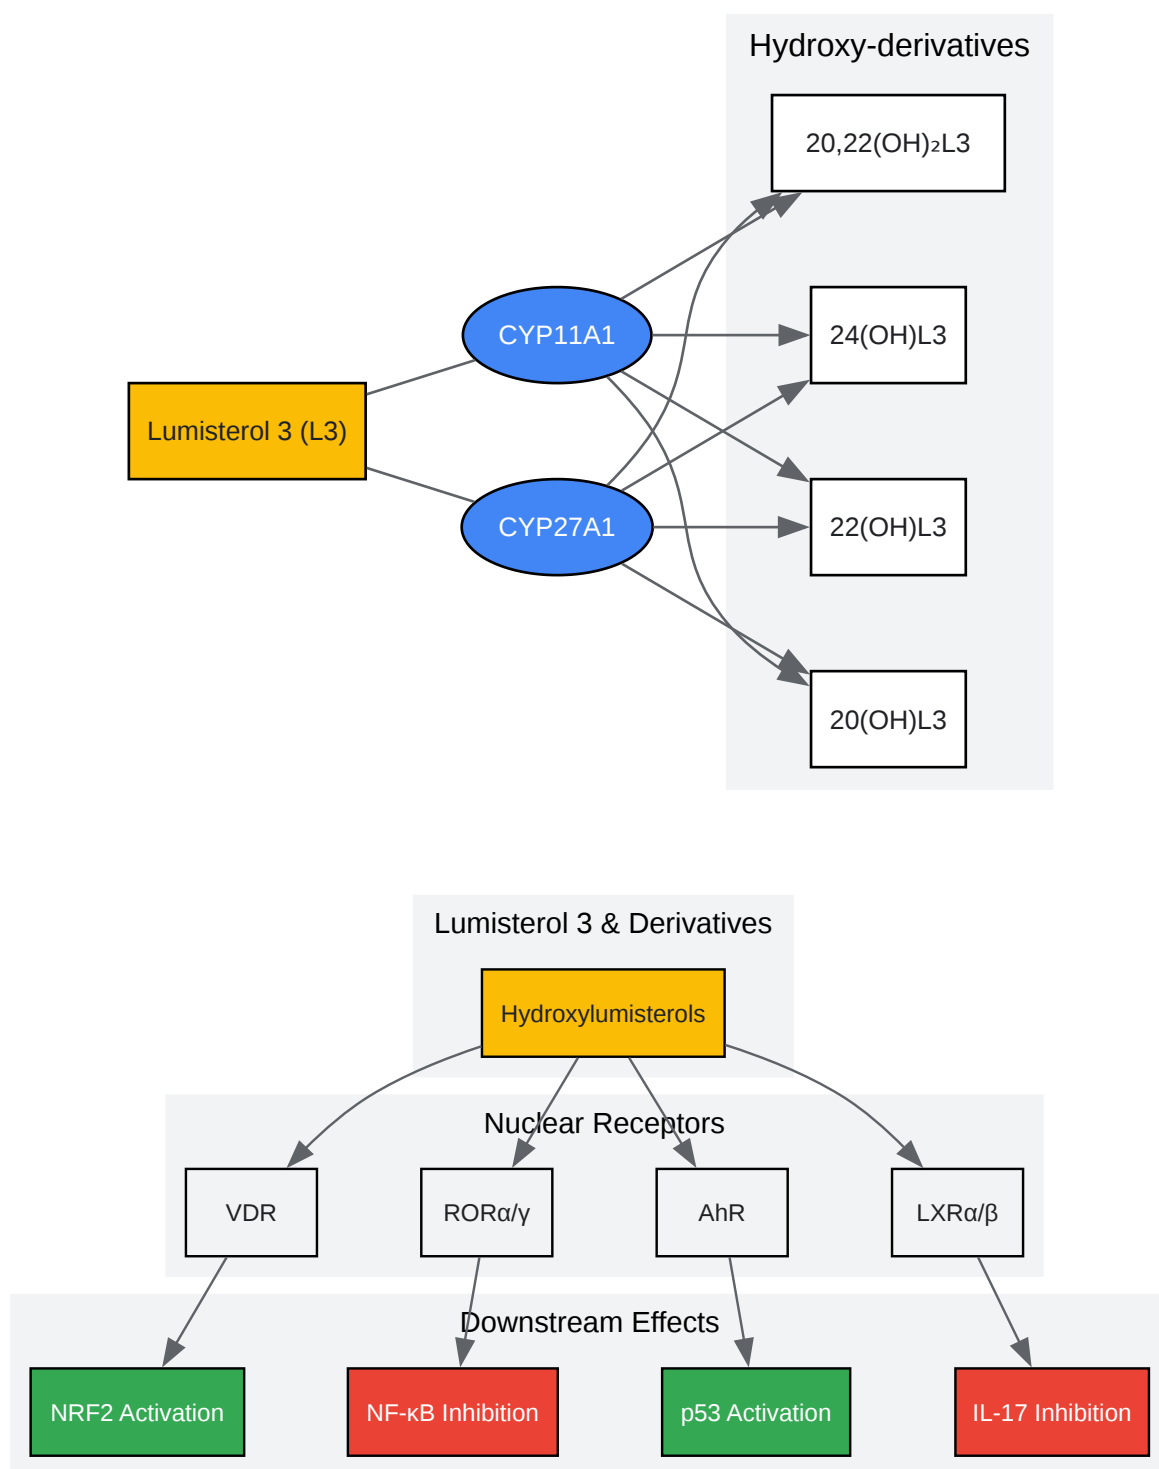 Hydroxy-derivatives
20,22(OH)₂L3
CYP11A1
24(OH)L3
Lumisterol 3 (L3)
CYP27A1
22(OH)L3
20(OH)L3
Lumisterol 3 & Derivatives
Hydroxylumisterols
Nuclear Receptors
VDR
RORα/γ
AhR
LXRα/β
Downstream Effects
NRF2 Activation
NF-κB Inhibition
p53 Activation
IL-17 Inhibition